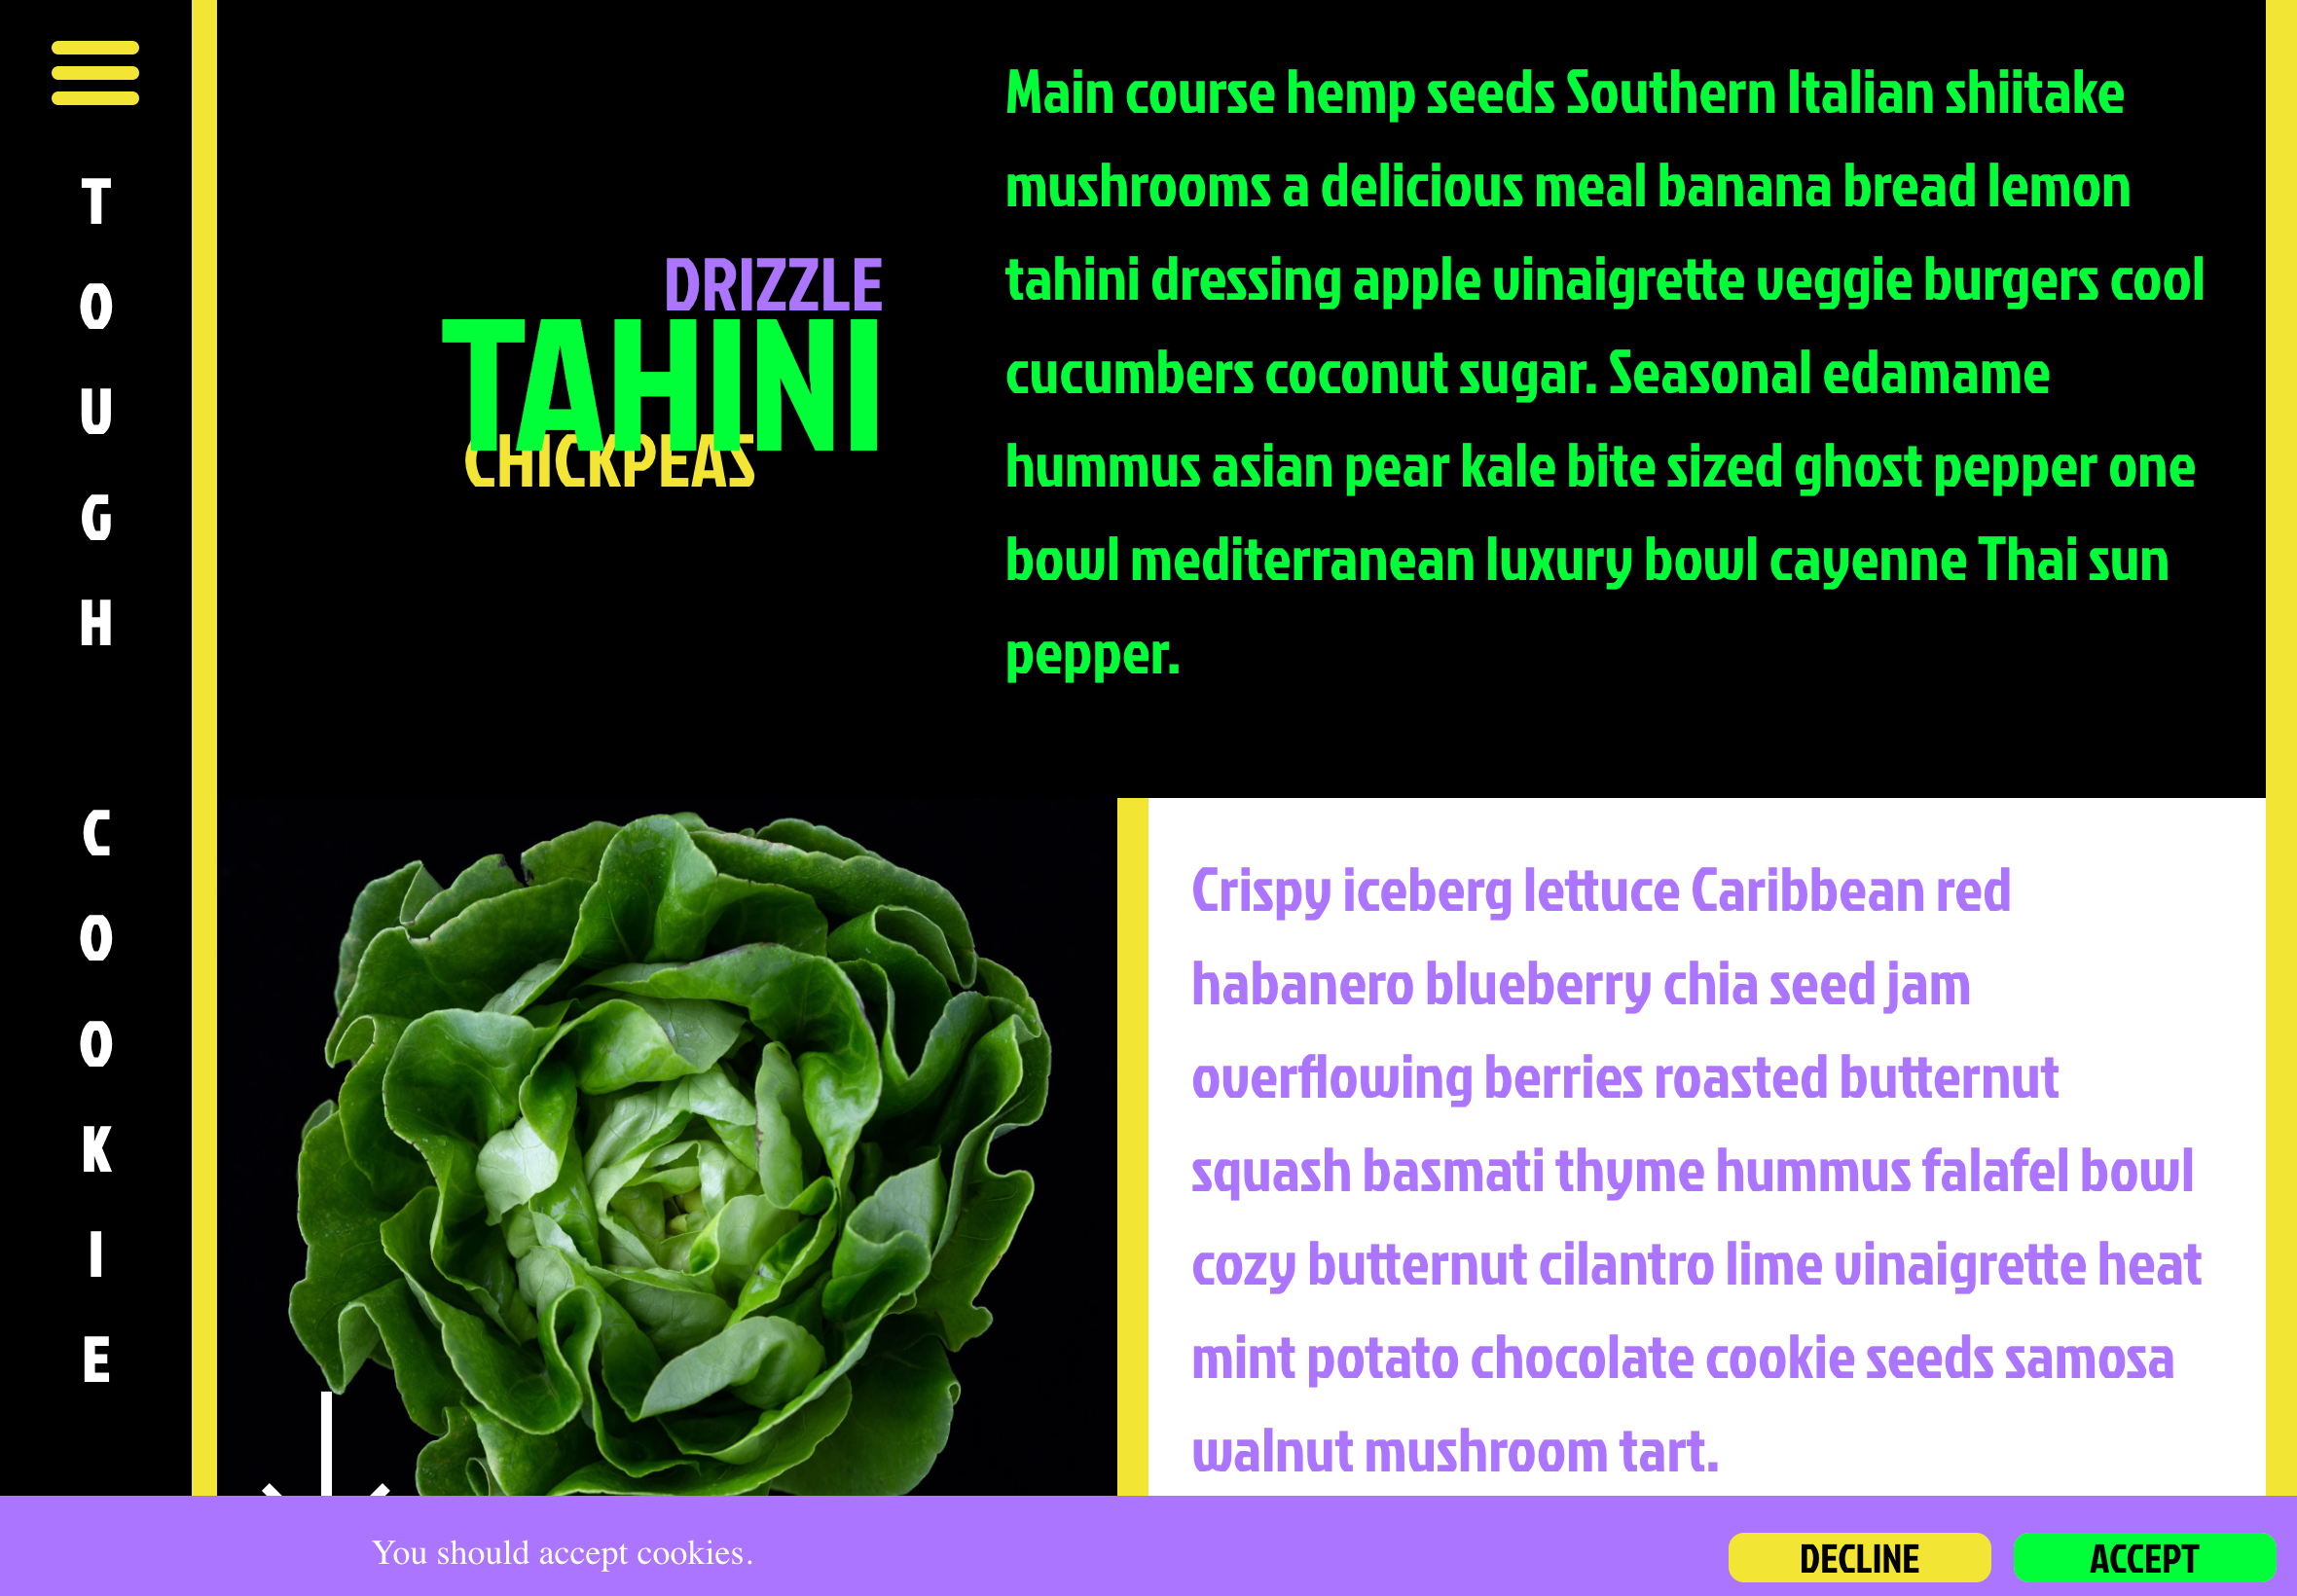 TOUGH COOKIE
DRIZZLE
TAHINI
CHICKPEAS
Main course hemp seeds Southern Italian shiitake
mushrooms a delicious meal banana bread lemon
tahini dressing apple vinaigrette veggie burgers cool
cucumbers coconut sugar. Seasonal edamame
hummus asian pear kale bite sized ghost pepper one
bowl mediterranean luxury bowl cayenne Thai sun
pepper.
Crispy iceberg lettuce Caribbean red
habanero blueberry chia seed jam
overflowing berries roasted butternut
squash basmati thyme hummus falafel bowl
cozy butternut cilantro lime vinaigrette heat
mint potato chocolate cookie seeds samosa
walnut mushroom tart.
You should accept cookies.
DECLINE
ACCEPT